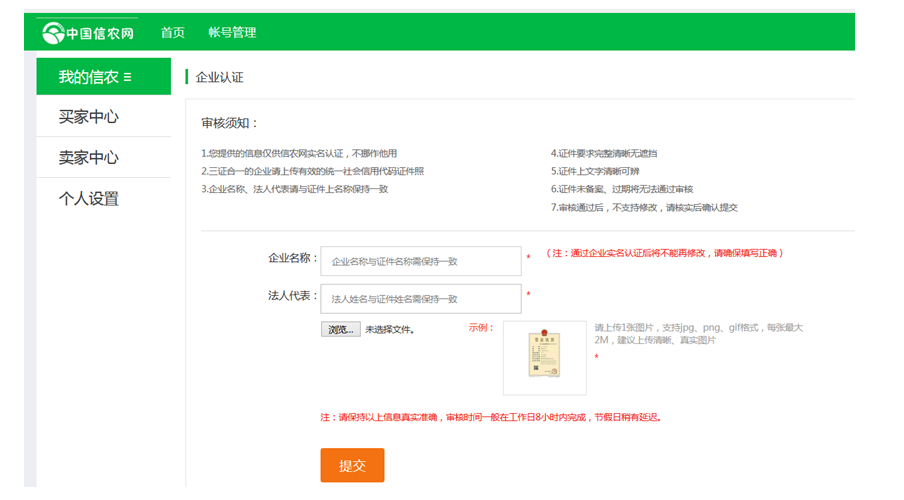 中国信农网 首页 帐号管理
我的信农
企业认证
买家中心
卖家中心
个人设置
审核须知：
1.您提供的信息仅供信农网实名认证，不挪作他用
2.三证合一的企业请上传有效的统一社会信用代码证件照
3.企业名称、法人代表请与证件上名称保持一致
4.证件要求完整清晰无遮挡
5.证件上文字清晰可辨
6.证件未备案、过期将无法通过审核
7.审核通过后，不支持修改，请核实后确认提交
企业名称： 企业名称与证件名称需保持一致 * （注：通过企业实名认证后将不能再修改，请确保填写正确）
法人代表： 法人姓名与证件姓名需保持一致 *
浏览... 未选择文件。 示例：
请上传1张图片，支持jpg、png、gif格式，每张最大
2M，建议上传清晰、真实图片
*
注：请保持以上信息真实准确，审核时间一般在工作日8小时内完成，节假日稍有延迟。
提交